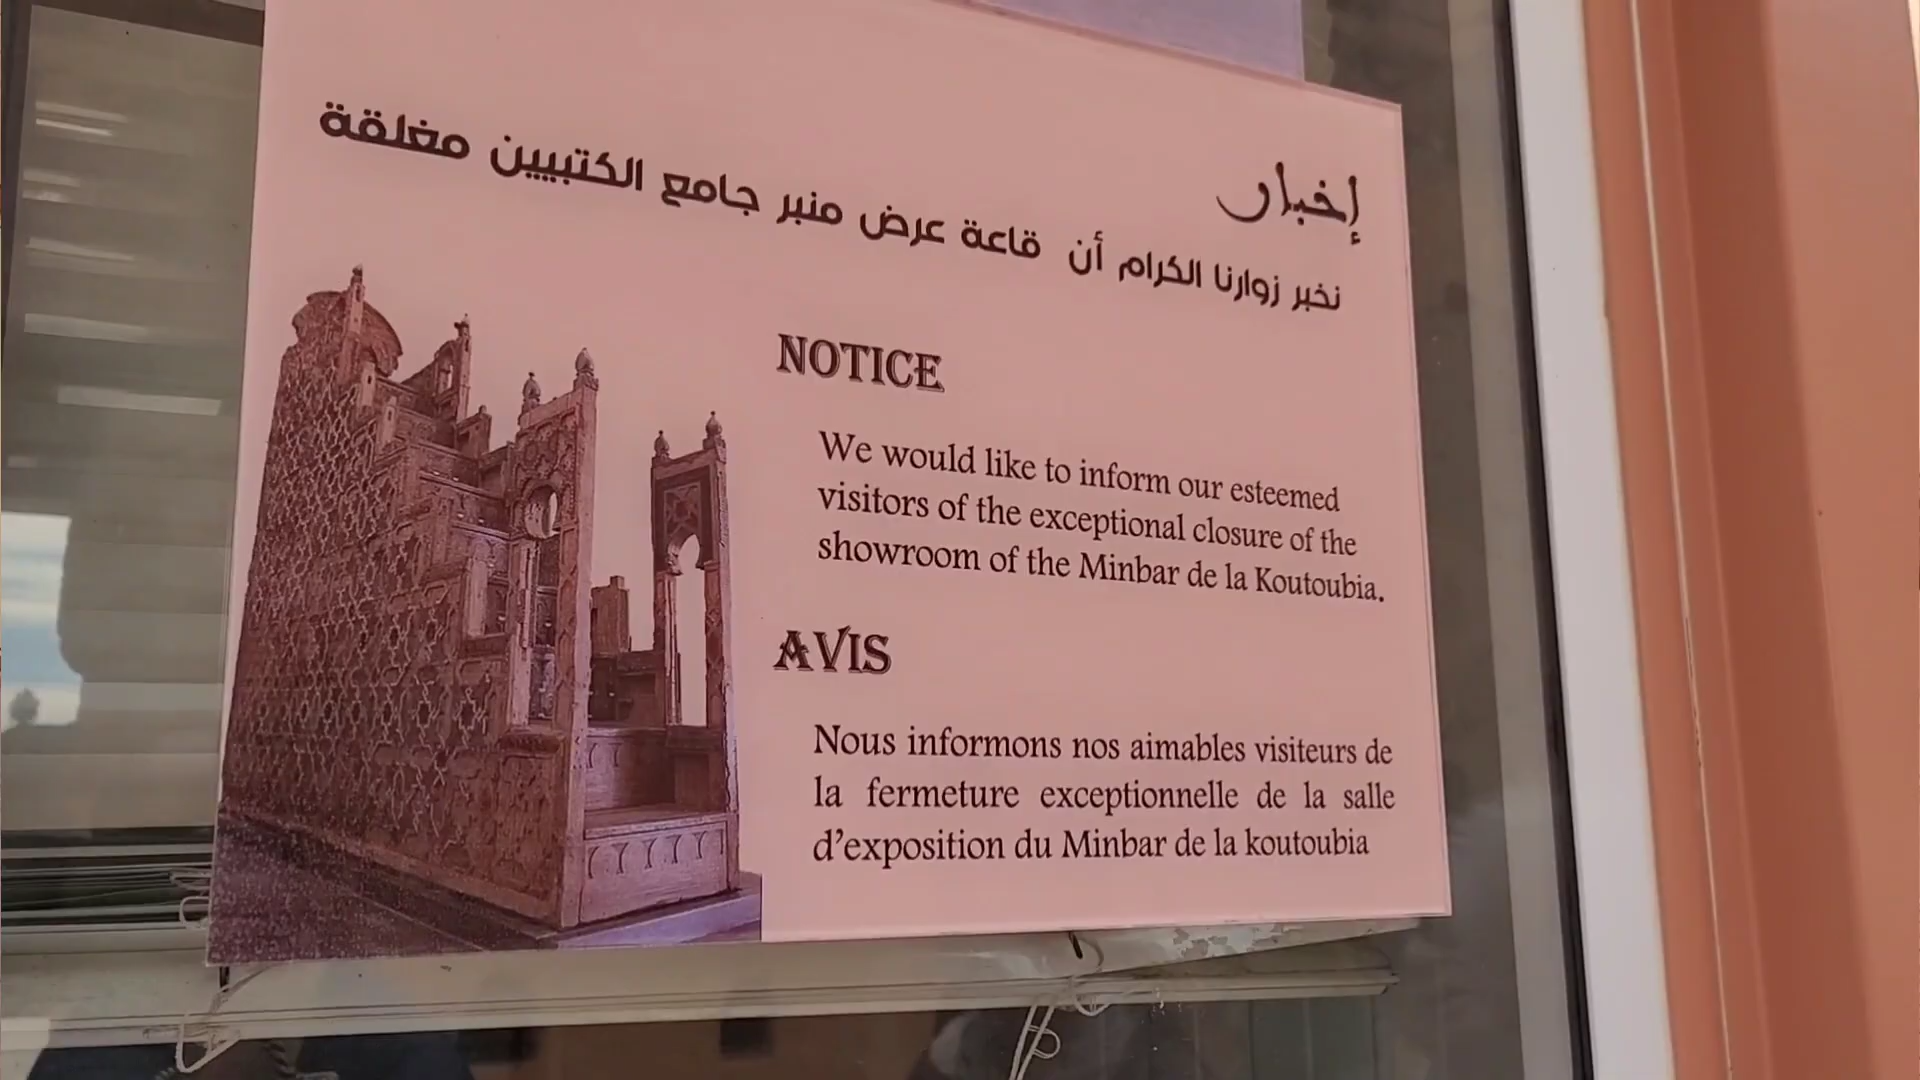 إخبار
نخبر زوارنا الكرام أن قاعة عرض منبر جامع الكتبيين مغلقة
NOTICE
We would like to inform our esteemed
visitors of the exceptional closure of the
showroom of the Minbar de la Koutoubia.
AVIS
Nous informons nos aimables visiteurs de
la fermeture exceptionnelle de la salle
d’exposition du Minbar de la koutoubia